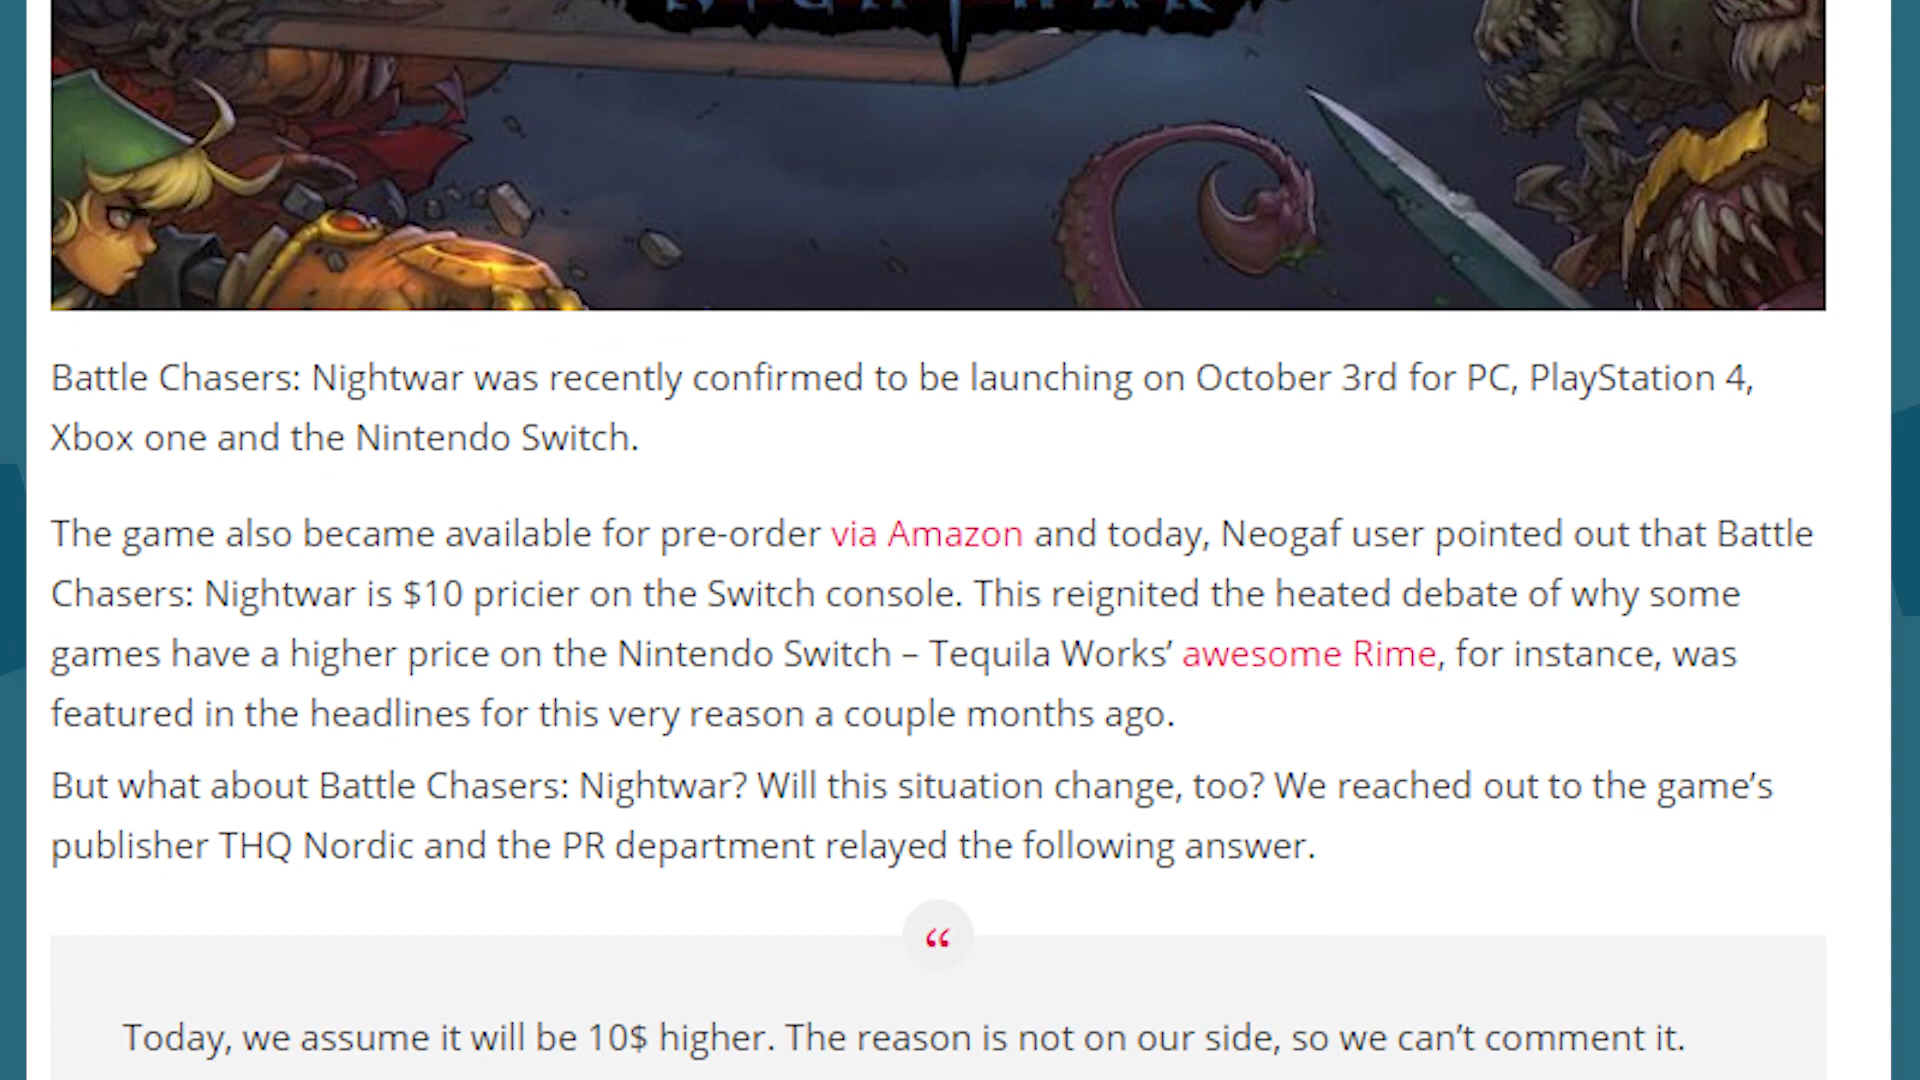 Battle Chasers: Nightwar was recently confirmed to be launching on October 3rd for PC, PlayStation 4,
Xbox one and the Nintendo Switch.
The game also became available for pre-order via Amazon and today, Neogaf user pointed out that Battle
Chasers: Nightwar is $10 pricier on the Switch console. This reignited the heated debate of why some
games have a higher price on the Nintendo Switch – Tequila Works’ awesome Rime, for instance, was
featured in the headlines for this very reason a couple months ago.
But what about Battle Chasers: Nightwar? Will this situation change, too? We reached out to the game’s
publisher THQ Nordic and the PR department relayed the following answer.
“
Today, we assume it will be 10$ higher. The reason is not on our side, so we can’t comment it.